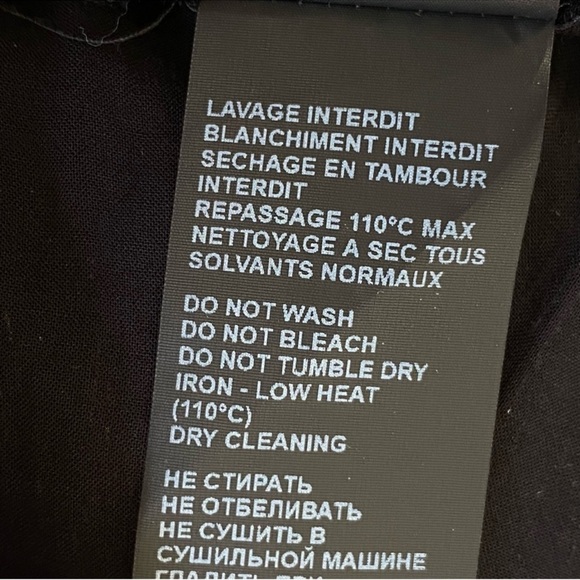 LAVAGE INTERDIT
BLANCHIMENT INTERDIT
SECHAGE EN TAMBOUR
INTERDIT
REPASSAGE 110°C MAX
NETTOYAGE A SEC TOUS
SOLVANTS NORMAUX
DO NOT WASH
DO NOT BLEACH
DO NOT TUMBLE DRY
IRON - LOW HEAT
(110°C)
DRY CLEANING
НЕ СТИРАТЬ
НЕ ОТБЕЛИВАТЬ
НЕ СУШИТЬ В
СУШИЛЬНОЙ МАШИНЕ